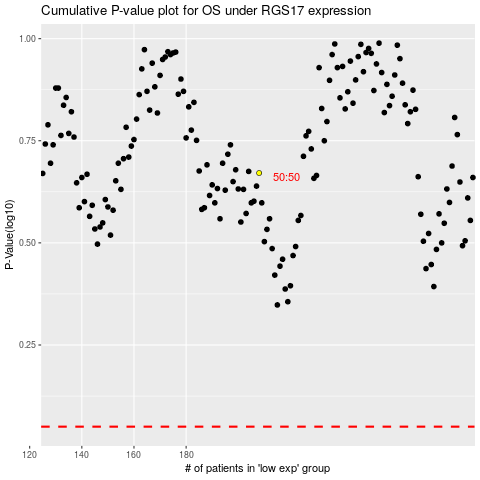 Cumulative P-value plot for OS under RGS17 expression
1.00
0.75
0.50
0.25
50:50
P-Value(log10)
120 140 160 180
# of patients in 'low exp' group